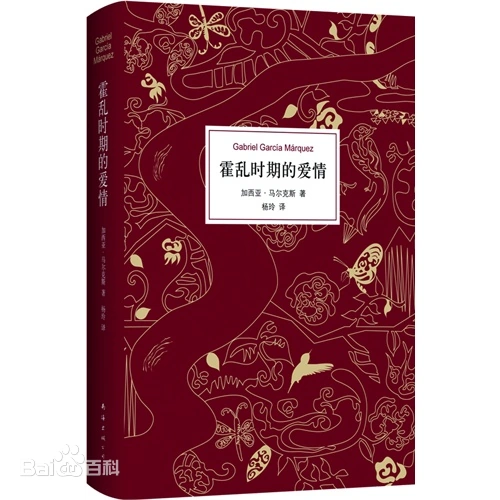 Gabriel
García
Márquez
霍乱时期的爱情
加西亚·马尔克斯 著
杨玲 译
Gabriel García Márquez
霍乱时期的爱情
加西亚·马尔克斯 著
杨玲 译
Bai百科